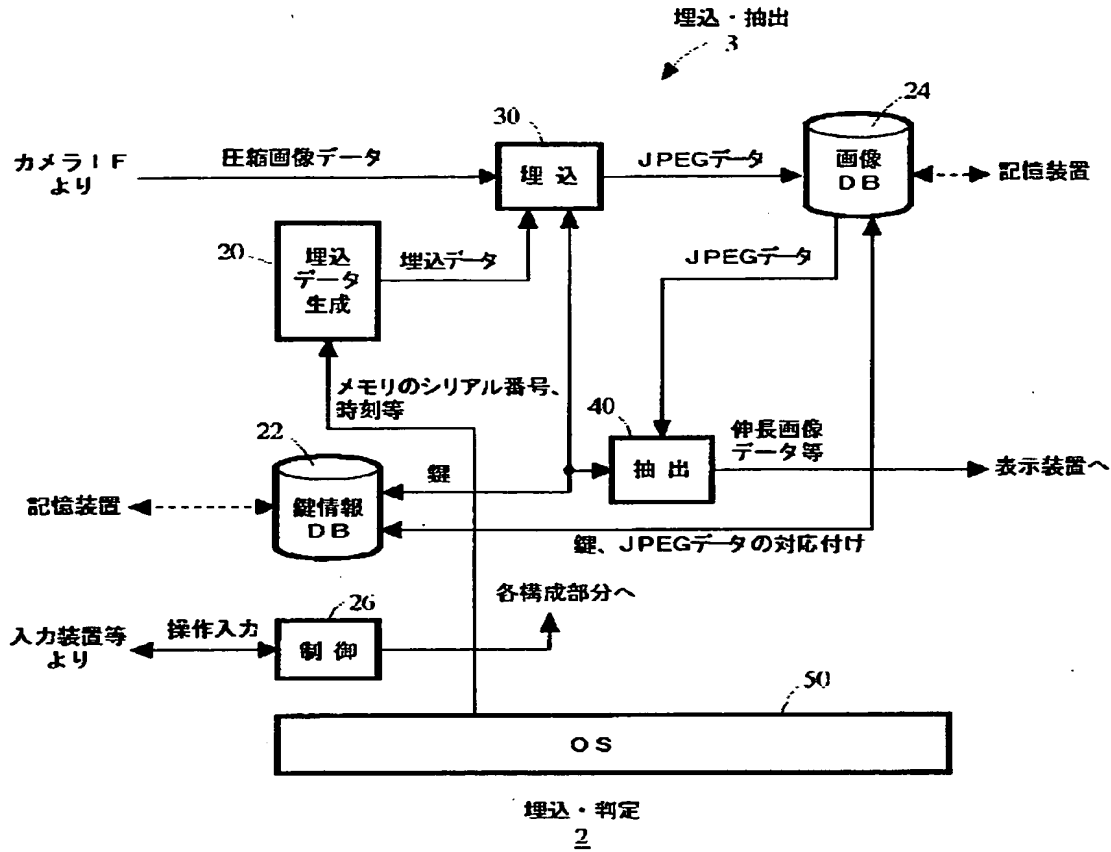 埋込・抽出
3
24
30
カメラIF
より
圧縮画像データ
埋 込
JPEGデータ
画像
DB
記憶装置
20
埋込
データ
生成
埋込データ
JPEGデータ
メモリのシリアル番号、
時刻等
40
抽 出
伸長画像
データ等
表示装置へ
22
鍵
記憶装置
鍵情報
DB
鍵、JPEGデータの対応付け
各構成部分へ
26
入力装置等
より
操作入力
制 御
50
OS
埋込・判定
2